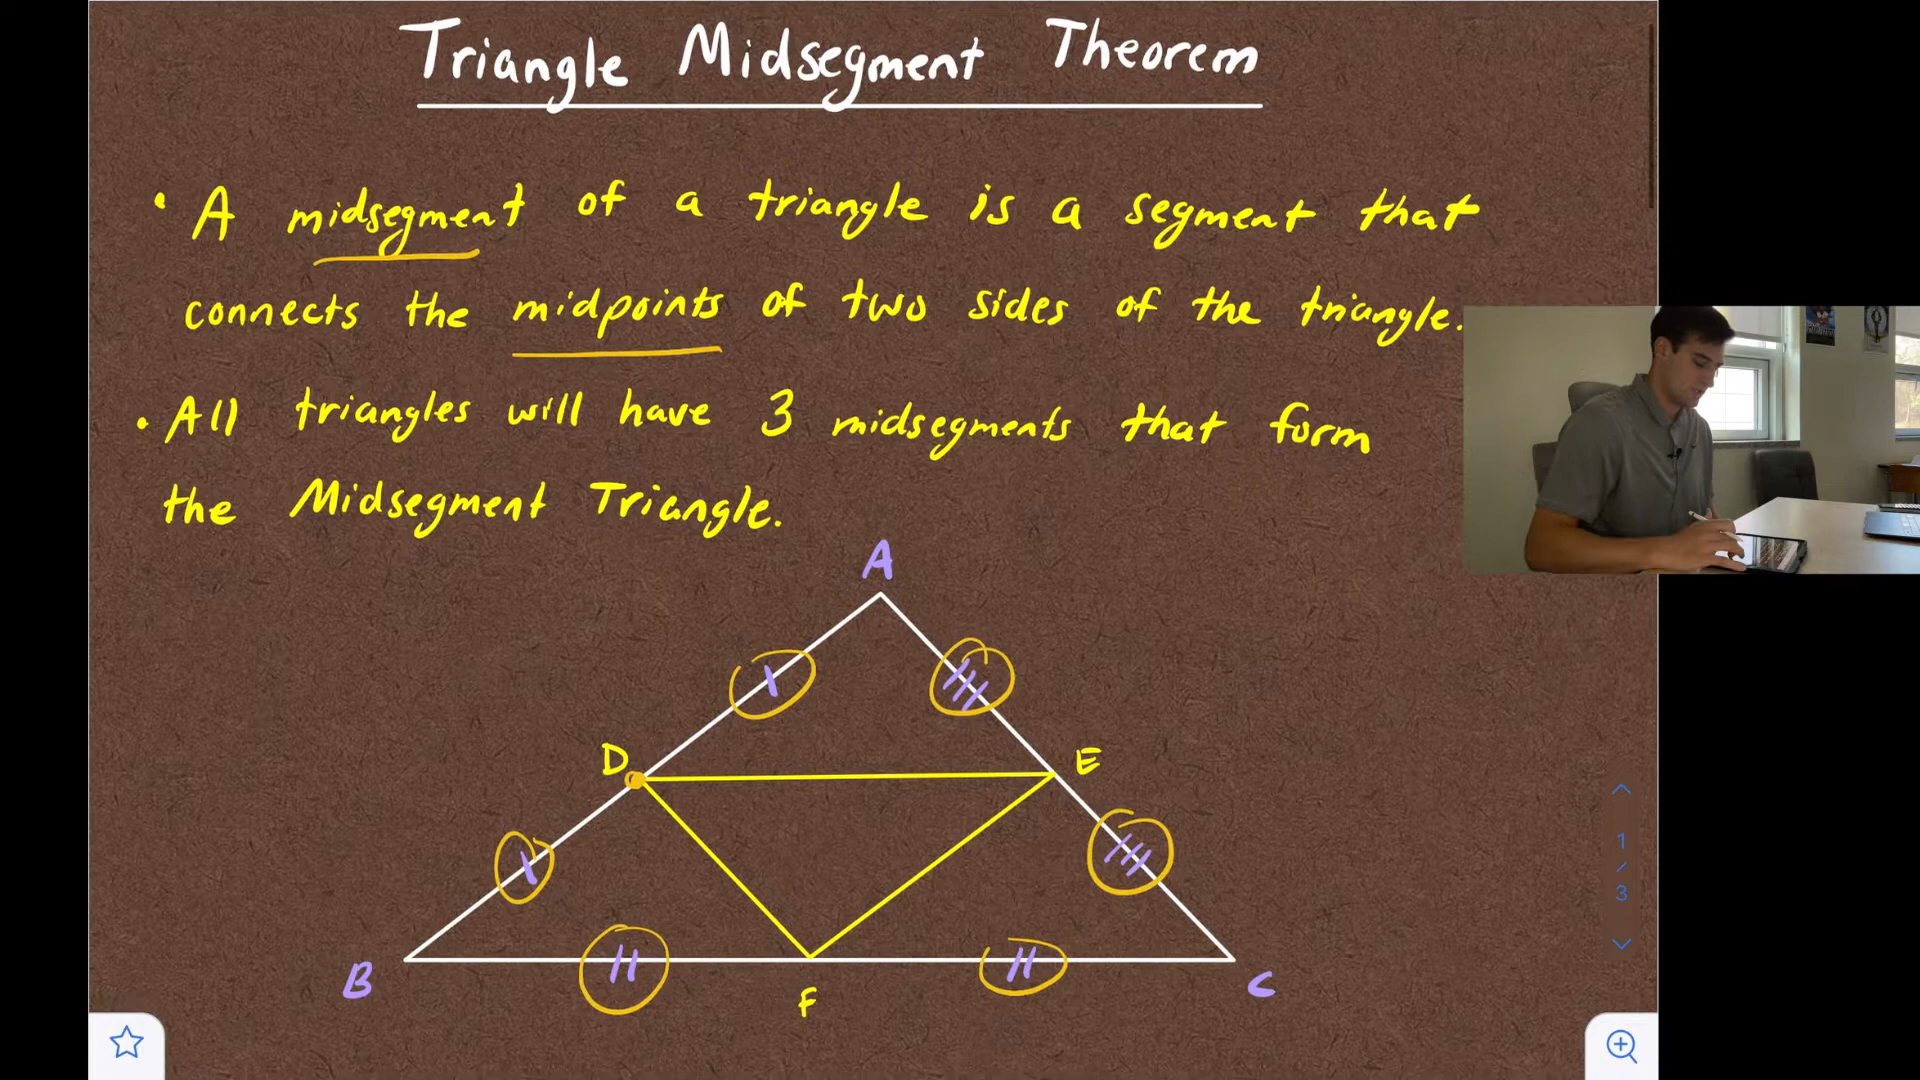 Triangle Midsegment Theorem
• A midsegment of a triangle is a segment that
connects the midpoints of two sides of the triangle.
• All triangles will have 3 midsegments that form
the Midsegment Triangle.
A
D
E
B
F
C
1
/
3